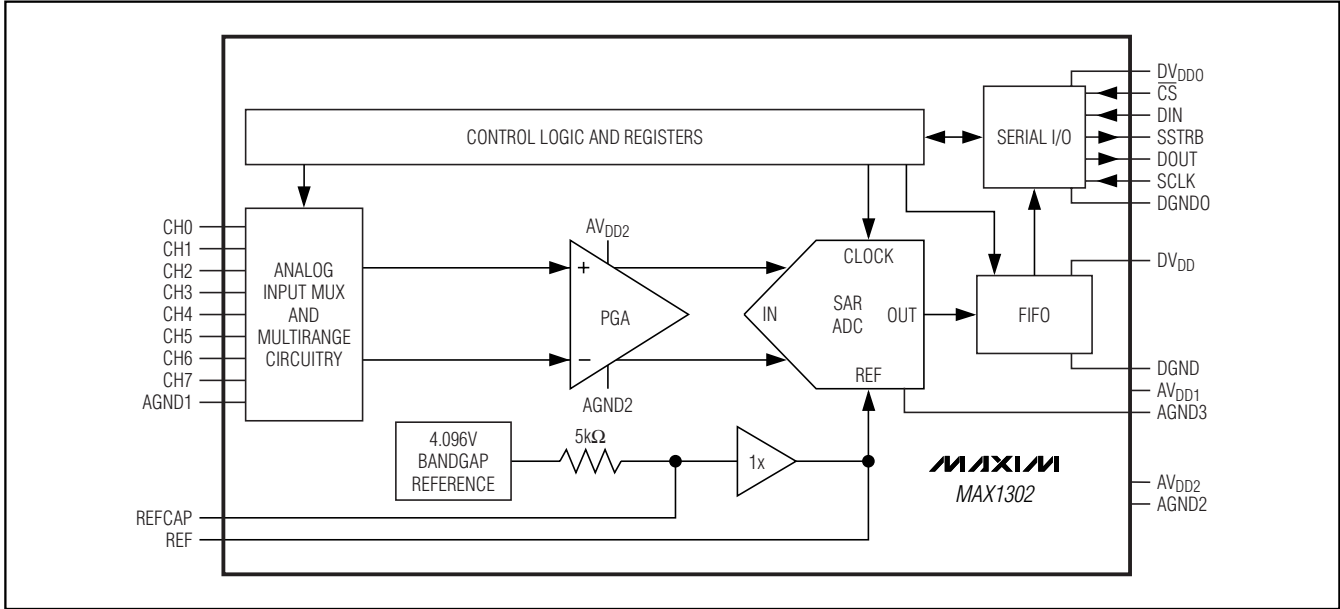 CONTROL LOGIC AND REGISTERS
SERIAL I/O
DVDDO
CS
DIN
SSTRB
DOUT
SCLK
DGNDO
CH0
CH1
CH2
CH3
CH4
CH5
CH6
CH7
AGND1
ANALOG
INPUT MUX
AND
MULTIRANGE
CIRCUITRY
AVDD2
+
PGA
−
AGND2
CLOCK
IN
SAR
ADC
OUT
REF
FIFO
DVDD
DGND
AVDD1
AGND3
4.096V
BANDGAP
REFERENCE
5kΩ
1x
MAXIM
MAX1302
AVDD2
AGND2
REFCAP
REF